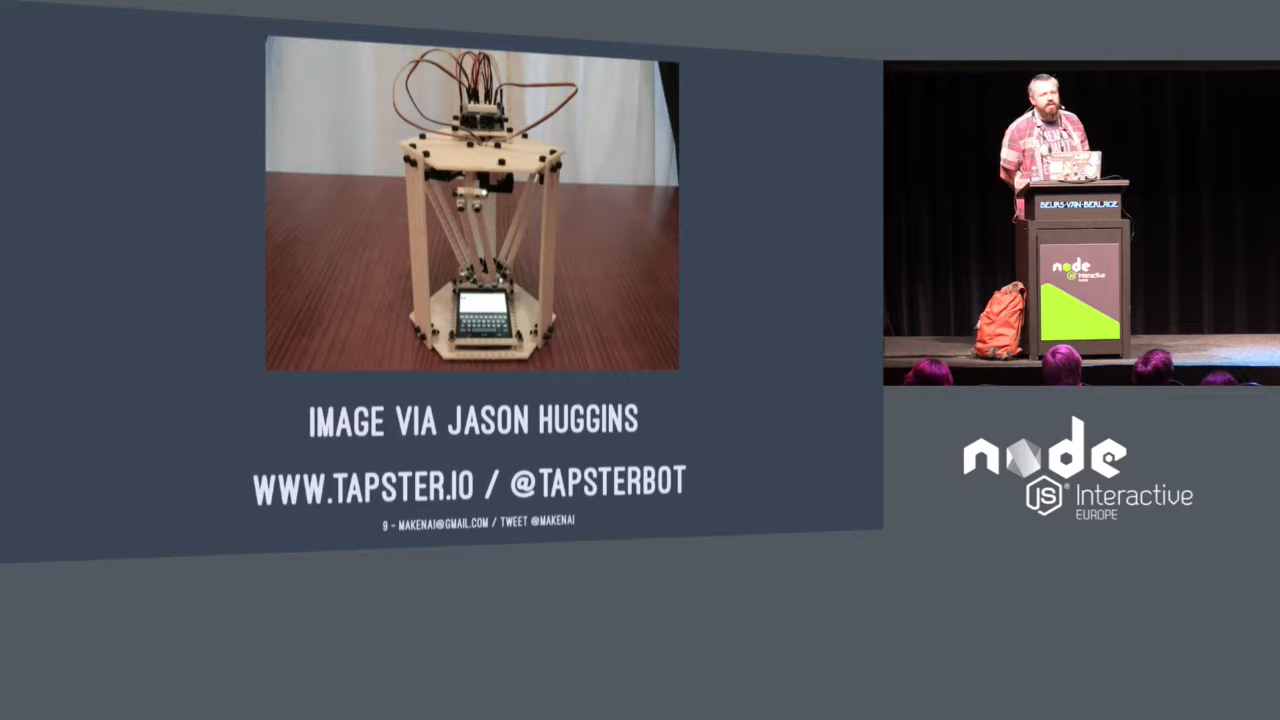 IMAGE VIA JASON HUGGINS
WWW.TAPSTER.IO / @TAPSTERBOT
9 - MAKENAI@GMAIL.COM / TWEET @MAKENAI
BEURS-VAN-BERLAGE
node
Interactive
node
JS® Interactive
EUROPE